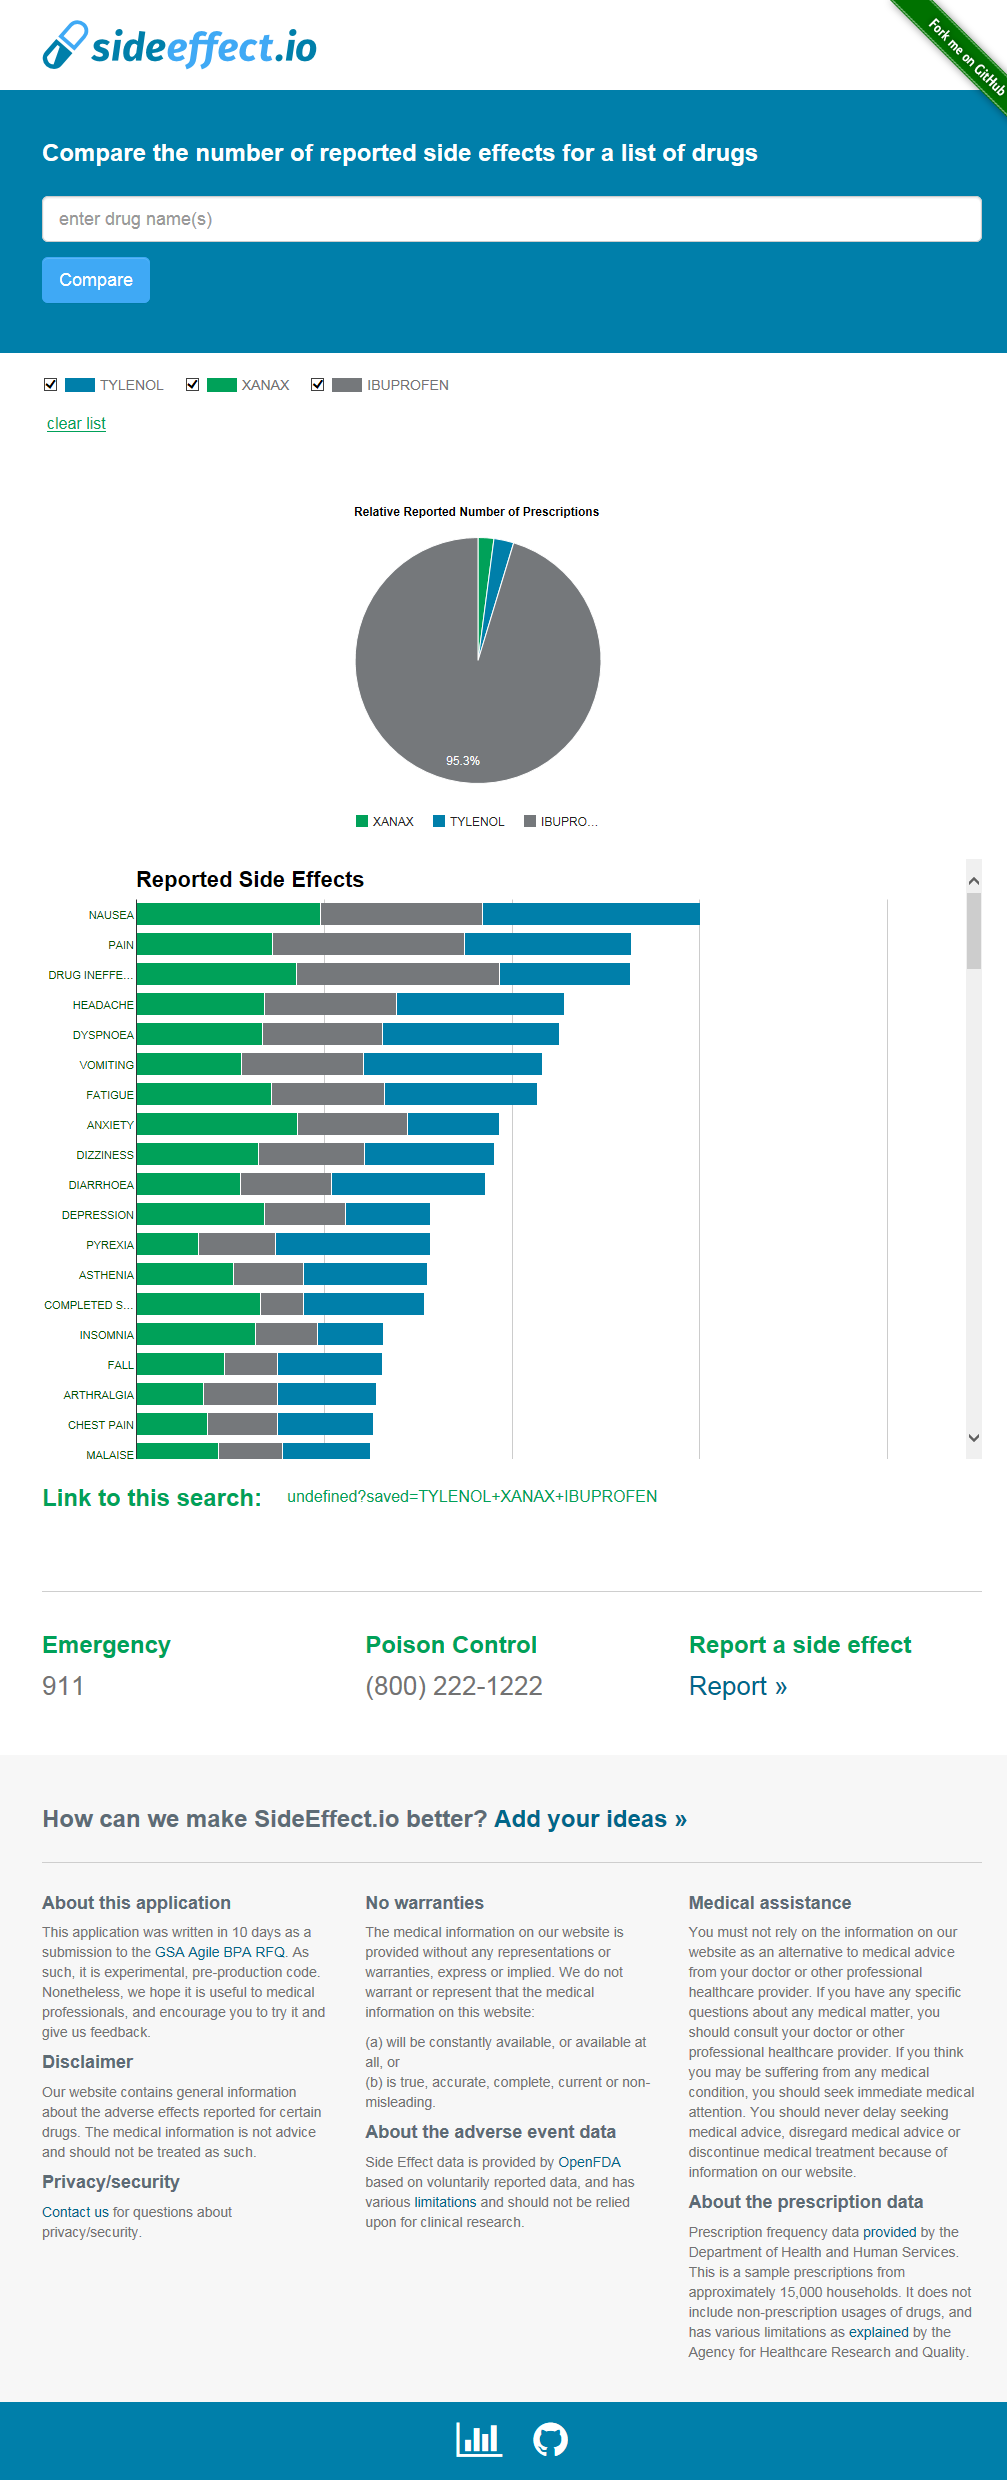 sideeffect.io
Fork me on GitHub
Compare the number of reported side effects for a list of drugs
enter drug name(s)
Compare
TYLENOL XANAX IBUPROFEN
clear list
Relative Reported Number of Prescriptions
95.3%
XANAX TYLENOL IBUPRO...
Reported Side Effects
NAUSEA
PAIN
DRUG INEFFE...
HEADACHE
DYSPNOEA
VOMITING
FATIGUE
ANXIETY
DIZZINESS
DIARRHOEA
DEPRESSION
PYREXIA
ASTHENIA
COMPLETED S...
INSOMNIA
FALL
ARTHRALGIA
CHEST PAIN
MALAISE
Link to this search: undefined?saved=TYLENOL+XANAX+IBUPROFEN
Emergency
911
Poison Control
(800) 222-1222
Report a side effect
Report »
How can we make SideEffect.io better? Add your ideas »
About this application
This application was written in 10 days as a
submission to the GSA Agile BPA RFQ. As
such, it is experimental, pre-production code.
Nonetheless, we hope it is useful to medical
professionals, and encourage you to try it and
give us feedback.
Disclaimer
Our website contains general information
about the adverse effects reported for certain
drugs. The medical information is not advice
and should not be treated as such.
Privacy/security
Contact us for questions about
privacy/security.
No warranties
The medical information on our website is
provided without any representations or
warranties, express or implied. We do not
warrant or represent that the medical
information on this website:
(a) will be constantly available, or available at
all, or
(b) is true, accurate, complete, current or non-
misleading.
About the adverse event data
Side Effect data is provided by OpenFDA
based on voluntarily reported data, and has
various limitations and should not be relied
upon for clinical research.
Medical assistance
You must not rely on the information on our
website as an alternative to medical advice
from your doctor or other professional
healthcare provider. If you have any specific
questions about any medical matter, you
should consult your doctor or other
professional healthcare provider. If you think
you may be suffering from any medical
condition, you should seek immediate medical
attention. You should never delay seeking
medical advice, disregard medical advice or
discontinue medical treatment because of
information on our website.
About the prescription data
Prescription frequency data provided by the
Department of Health and Human Services.
This is a sample prescriptions from
approximately 15,000 households. It does not
include non-prescription usages of drugs, and
has various limitations as explained by the
Agency for Healthcare Research and Quality.